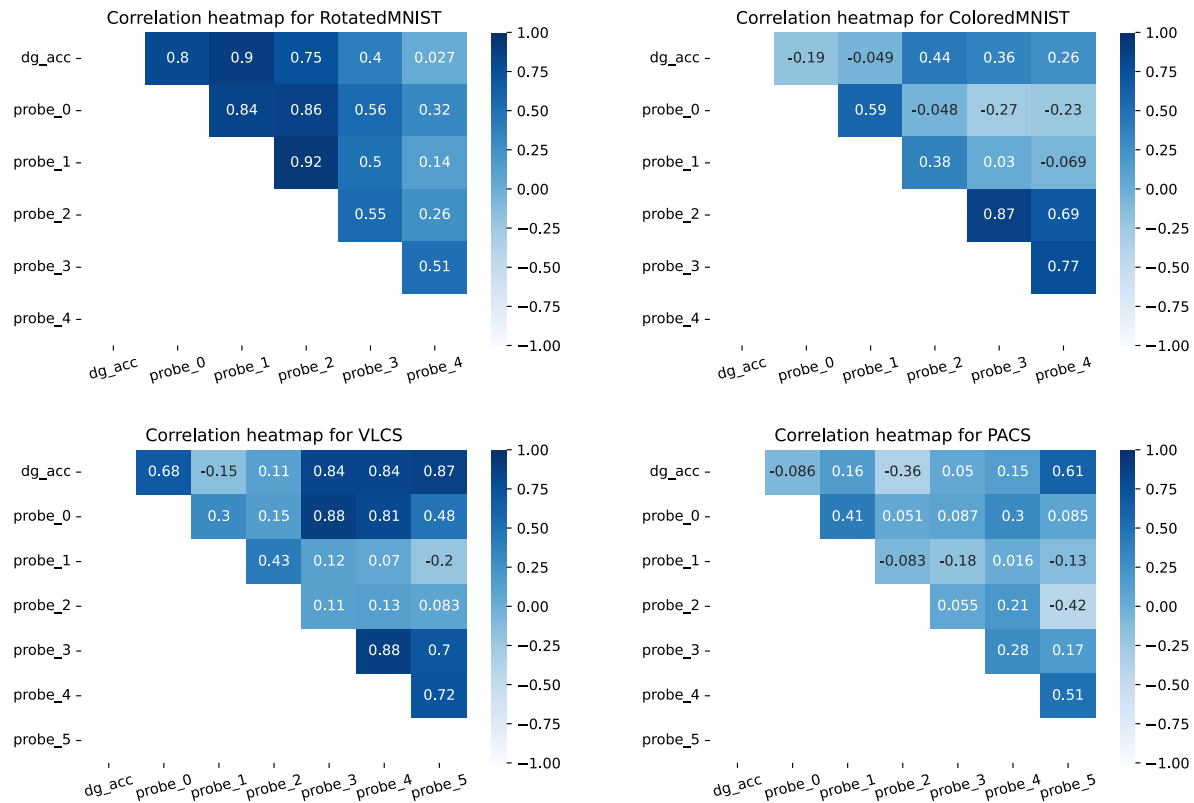 Correlation heatmap for RotatedMNIST
dg_acc
0.8 0.9 0.75 0.4 0.027
probe_0
0.84 0.86 0.56 0.32
probe_1
0.92 0.5 0.14
probe_2
0.55 0.26
probe_3
0.51
probe_4
dg_acc probe_0 probe_1 probe_2 probe_3 probe_4
1.00
0.75
0.50
0.25
0.00
−0.25
−0.50
−0.75
−1.00
Correlation heatmap for ColoredMNIST
dg_acc
-0.19 -0.049 0.44 0.36 0.26
probe_0
0.59 -0.048 -0.27 -0.23
probe_1
0.38 0.03 -0.069
probe_2
0.87 0.69
probe_3
0.77
probe_4
dg_acc probe_0 probe_1 probe_2 probe_3 probe_4
1.00
0.75
0.50
0.25
0.00
−0.25
−0.50
−0.75
−1.00
Correlation heatmap for VLCS
dg_acc
0.68 -0.15 0.11 0.84 0.84 0.87
probe_0
0.3 0.15 0.88 0.81 0.48
probe_1
0.43 0.12 0.07 -0.2
probe_2
0.11 0.13 0.083
probe_3
0.88 0.7
probe_4
0.72
probe_5
dg_acc probe_0 probe_1 probe_2 probe_3 probe_4 probe_5
1.00
0.75
0.50
0.25
0.00
−0.25
−0.50
−0.75
−1.00
Correlation heatmap for PACS
dg_acc
-0.086 0.16 -0.36 0.05 0.15 0.61
probe_0
0.41 0.051 0.087 0.3 0.085
probe_1
-0.083 -0.18 0.016 -0.13
probe_2
0.055 0.21 -0.42
probe_3
0.28 0.17
probe_4
0.51
probe_5
dg_acc probe_0 probe_1 probe_2 probe_3 probe_4 probe_5
1.00
0.75
0.50
0.25
0.00
−0.25
−0.50
−0.75
−1.00